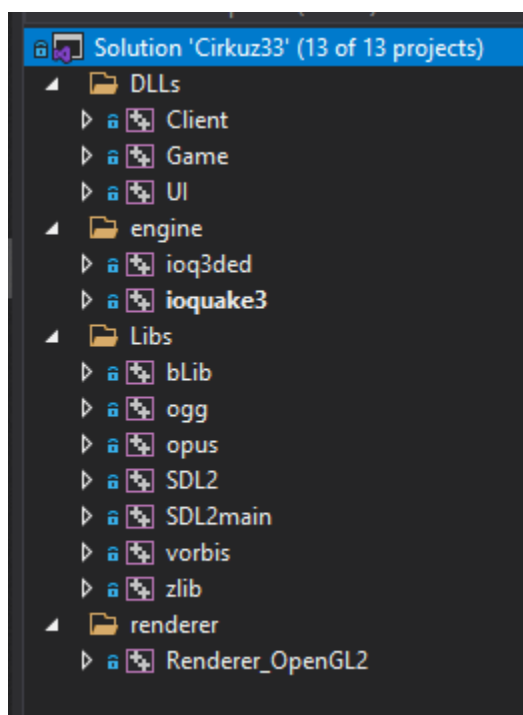 Solution 'Cirkuz33' (13 of 13 projects)
DLLs
Client
Game
UI
engine
ioq3ded
ioquake3
Libs
bLib
ogg
opus
SDL2
SDL2main
vorbis
zlib
renderer
Renderer_OpenGL2